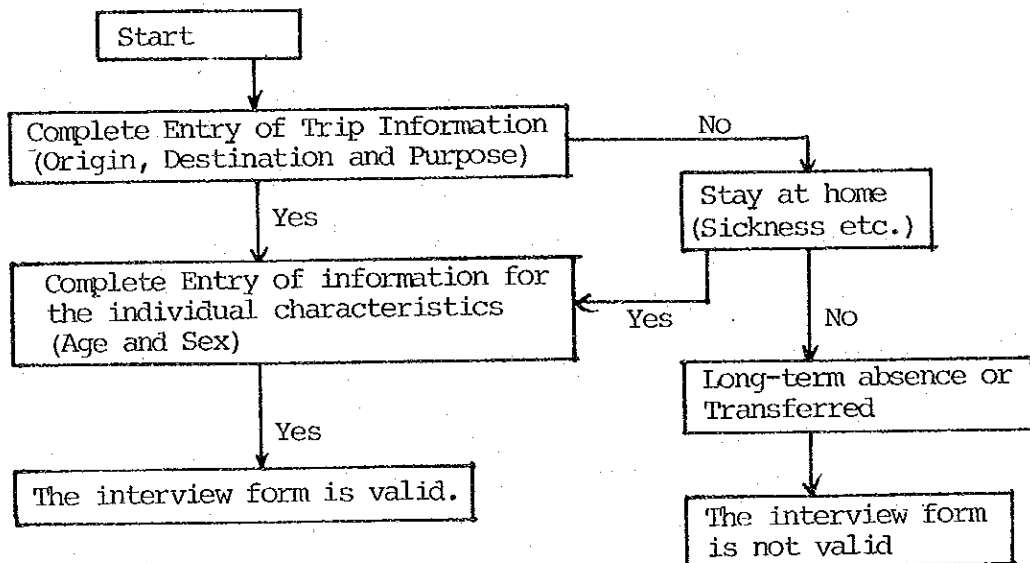 Start
Complete Entry of Trip Information
(Origin, Destination and Purpose)
No
Stay at home
(Sickness etc.)
Yes
Complete Entry of information for
the individual characteristics
(Age and Sex)
Yes
No
Long-term absence or
Transferred
Yes
The interview form is valid.
The interview form
is not valid